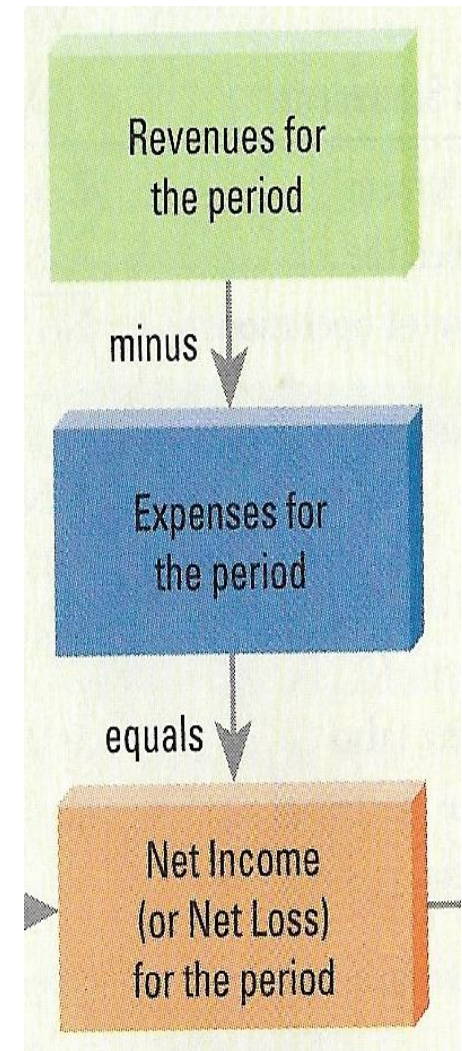 Revenues for
the period
minus
Expenses for
the period
equals
Net Income
(or Net Loss)
for the period